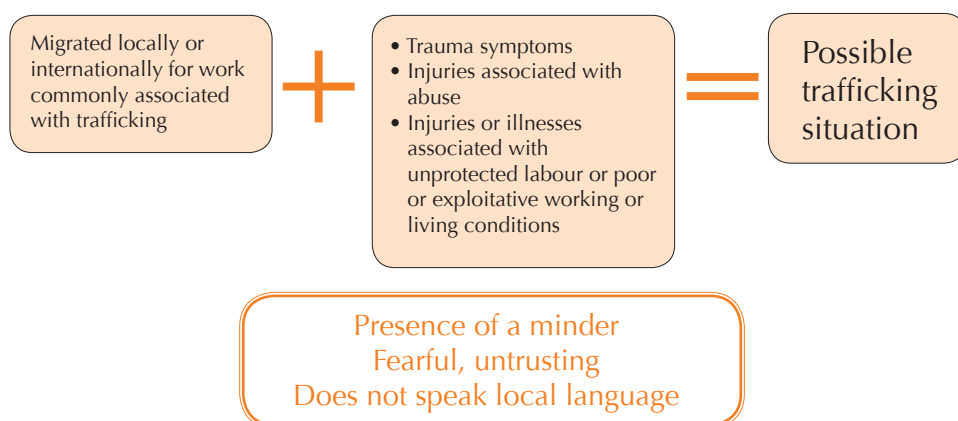 Migrated locally or
internationally for work
commonly associated
with trafficking
+
• Trauma symptoms
• Injuries associated with
abuse
• Injuries or illnesses
associated with
unprotected labour or poor
or exploitative working or
living conditions
=
Possible
trafficking
situation
Presence of a minder
Fearful, untrusting
Does not speak local language